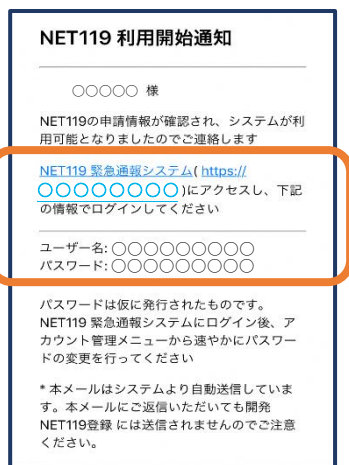 NET119 利用開始通知
○○○○○ 様
NET119の申請情報が確認され、システムが利
用可能となりましたのでご連絡します
NET119 緊急通報システム( https://
○○○○○○○○)にアクセスし、下記
の情報でログインしてください
ユーザー名: ○○○○○○○○○
パスワード: ○○○○○○○○○
パスワードは仮に発行されたものです。
NET119 緊急通報システムにログイン後、ア
カウント管理メニューから速やかにパスワー
ドの変更を行ってください
* 本メールはシステムより自動送信していま
す。本メールにご返信いただいても開発
NET119登録 には送信されませんのでご注意
ください。